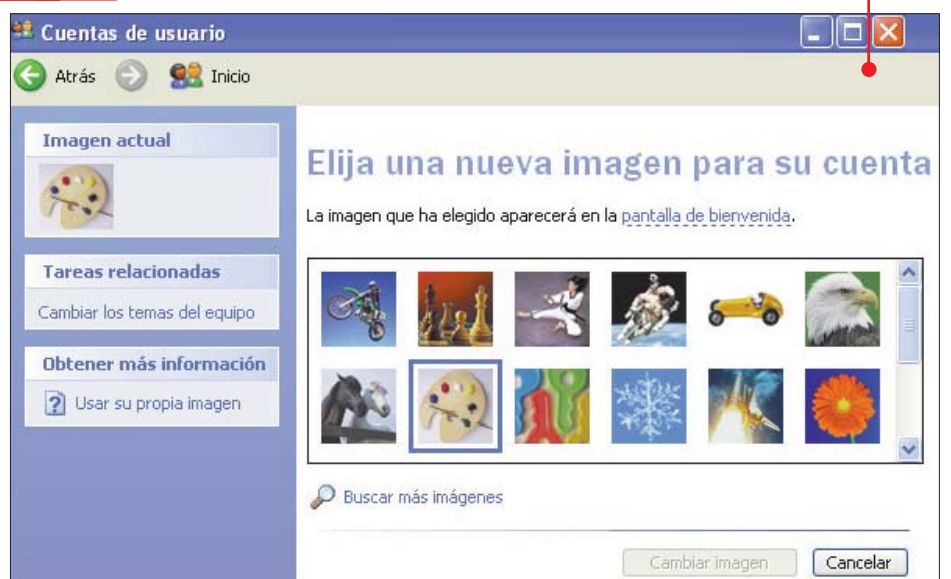 Cuentas de usuario
Atrás Inicio
Imagen actual
Tareas relacionadas
Cambiar los temas del equipo
Obtener más información
? Usar su propia imagen
Elija una nueva imagen para su cuenta
La imagen que ha elegido aparecerá en la pantalla de bienvenida.
Buscar más imágenes
Cambiar imagen Cancelar